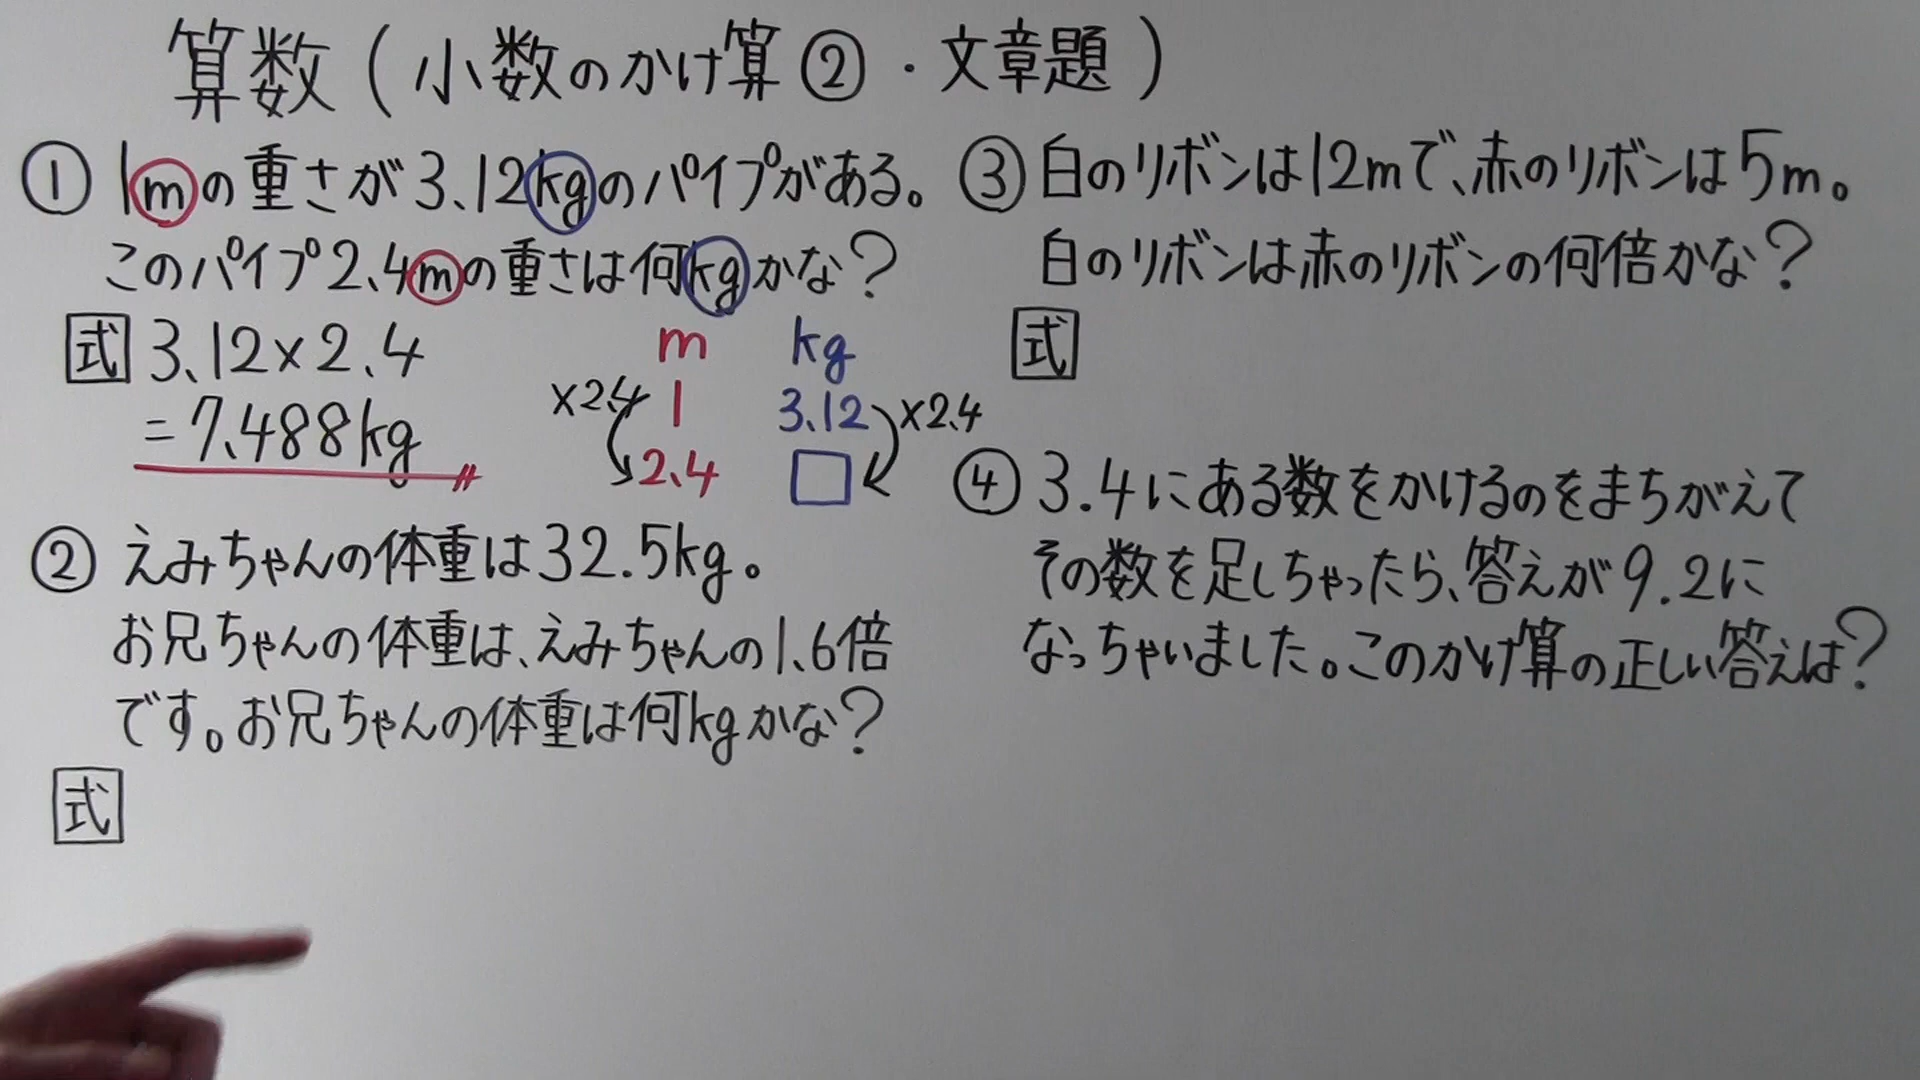 算数(小数のかけ算②・文章題)
① 1mの重さが3.12kgのパイプがある。
このパイプ2.4mの重さは何kgかな?
式 3.12×2.4
=7.488kg
m kg
×2.4 1 3.12 ×2.4
2.4 □
② えみちゃんの体重は32.5kg。
お兄ちゃんの体重は、えみちゃんの1.6倍
です。お兄ちゃんの体重は何kgかな?
式
③ 白のリボンは12mで、赤のリボンは5m。
白のリボンは赤のリボンの何倍かな?
式
④ 3.4にある数をかけるのをまちがえて
その数を足しちゃったら、答えが9.2に
なっちゃいました。このかけ算の正しい答えは?